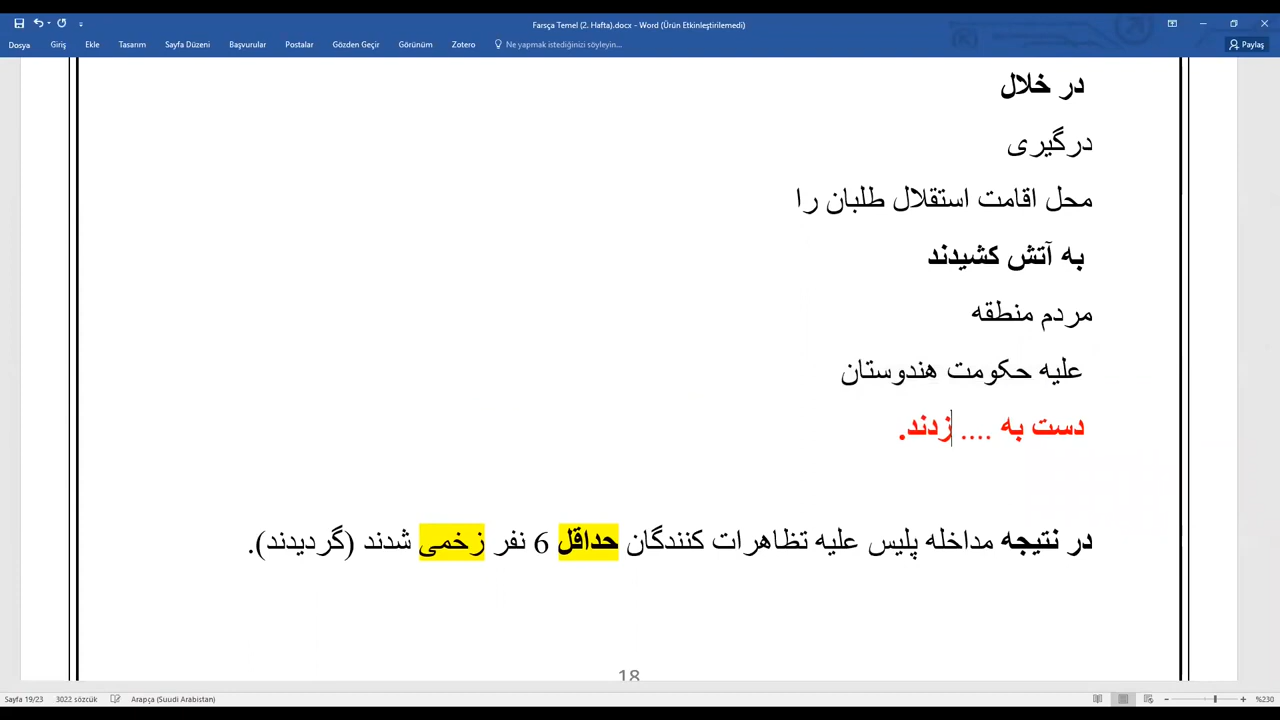 Farsça Temel (2. Hafta).docx - Word (Ürün Etkinleştirilemedi)
Dosya Giriş Ekle Tasarım Sayfa Düzeni Başvurular Postalar Gözden Geçir Görünüm Zotero Ne yapmak istediğinizi söyleyin... Paylaş
در خلال
درگیری
محل اقامت استقلال طلبان را
به آتش کشیدند
مردم منطقه
علیه حکومت هندوستان
دست به .... زدند.
در نتیجه مداخله پلیس علیه تظاهرات کنندگان حداقل 6 نفر زخمی شدند (گردیدند).
18
Sayfa 19/23 3022 sözcük Arapça (Suudi Arabistan) %230